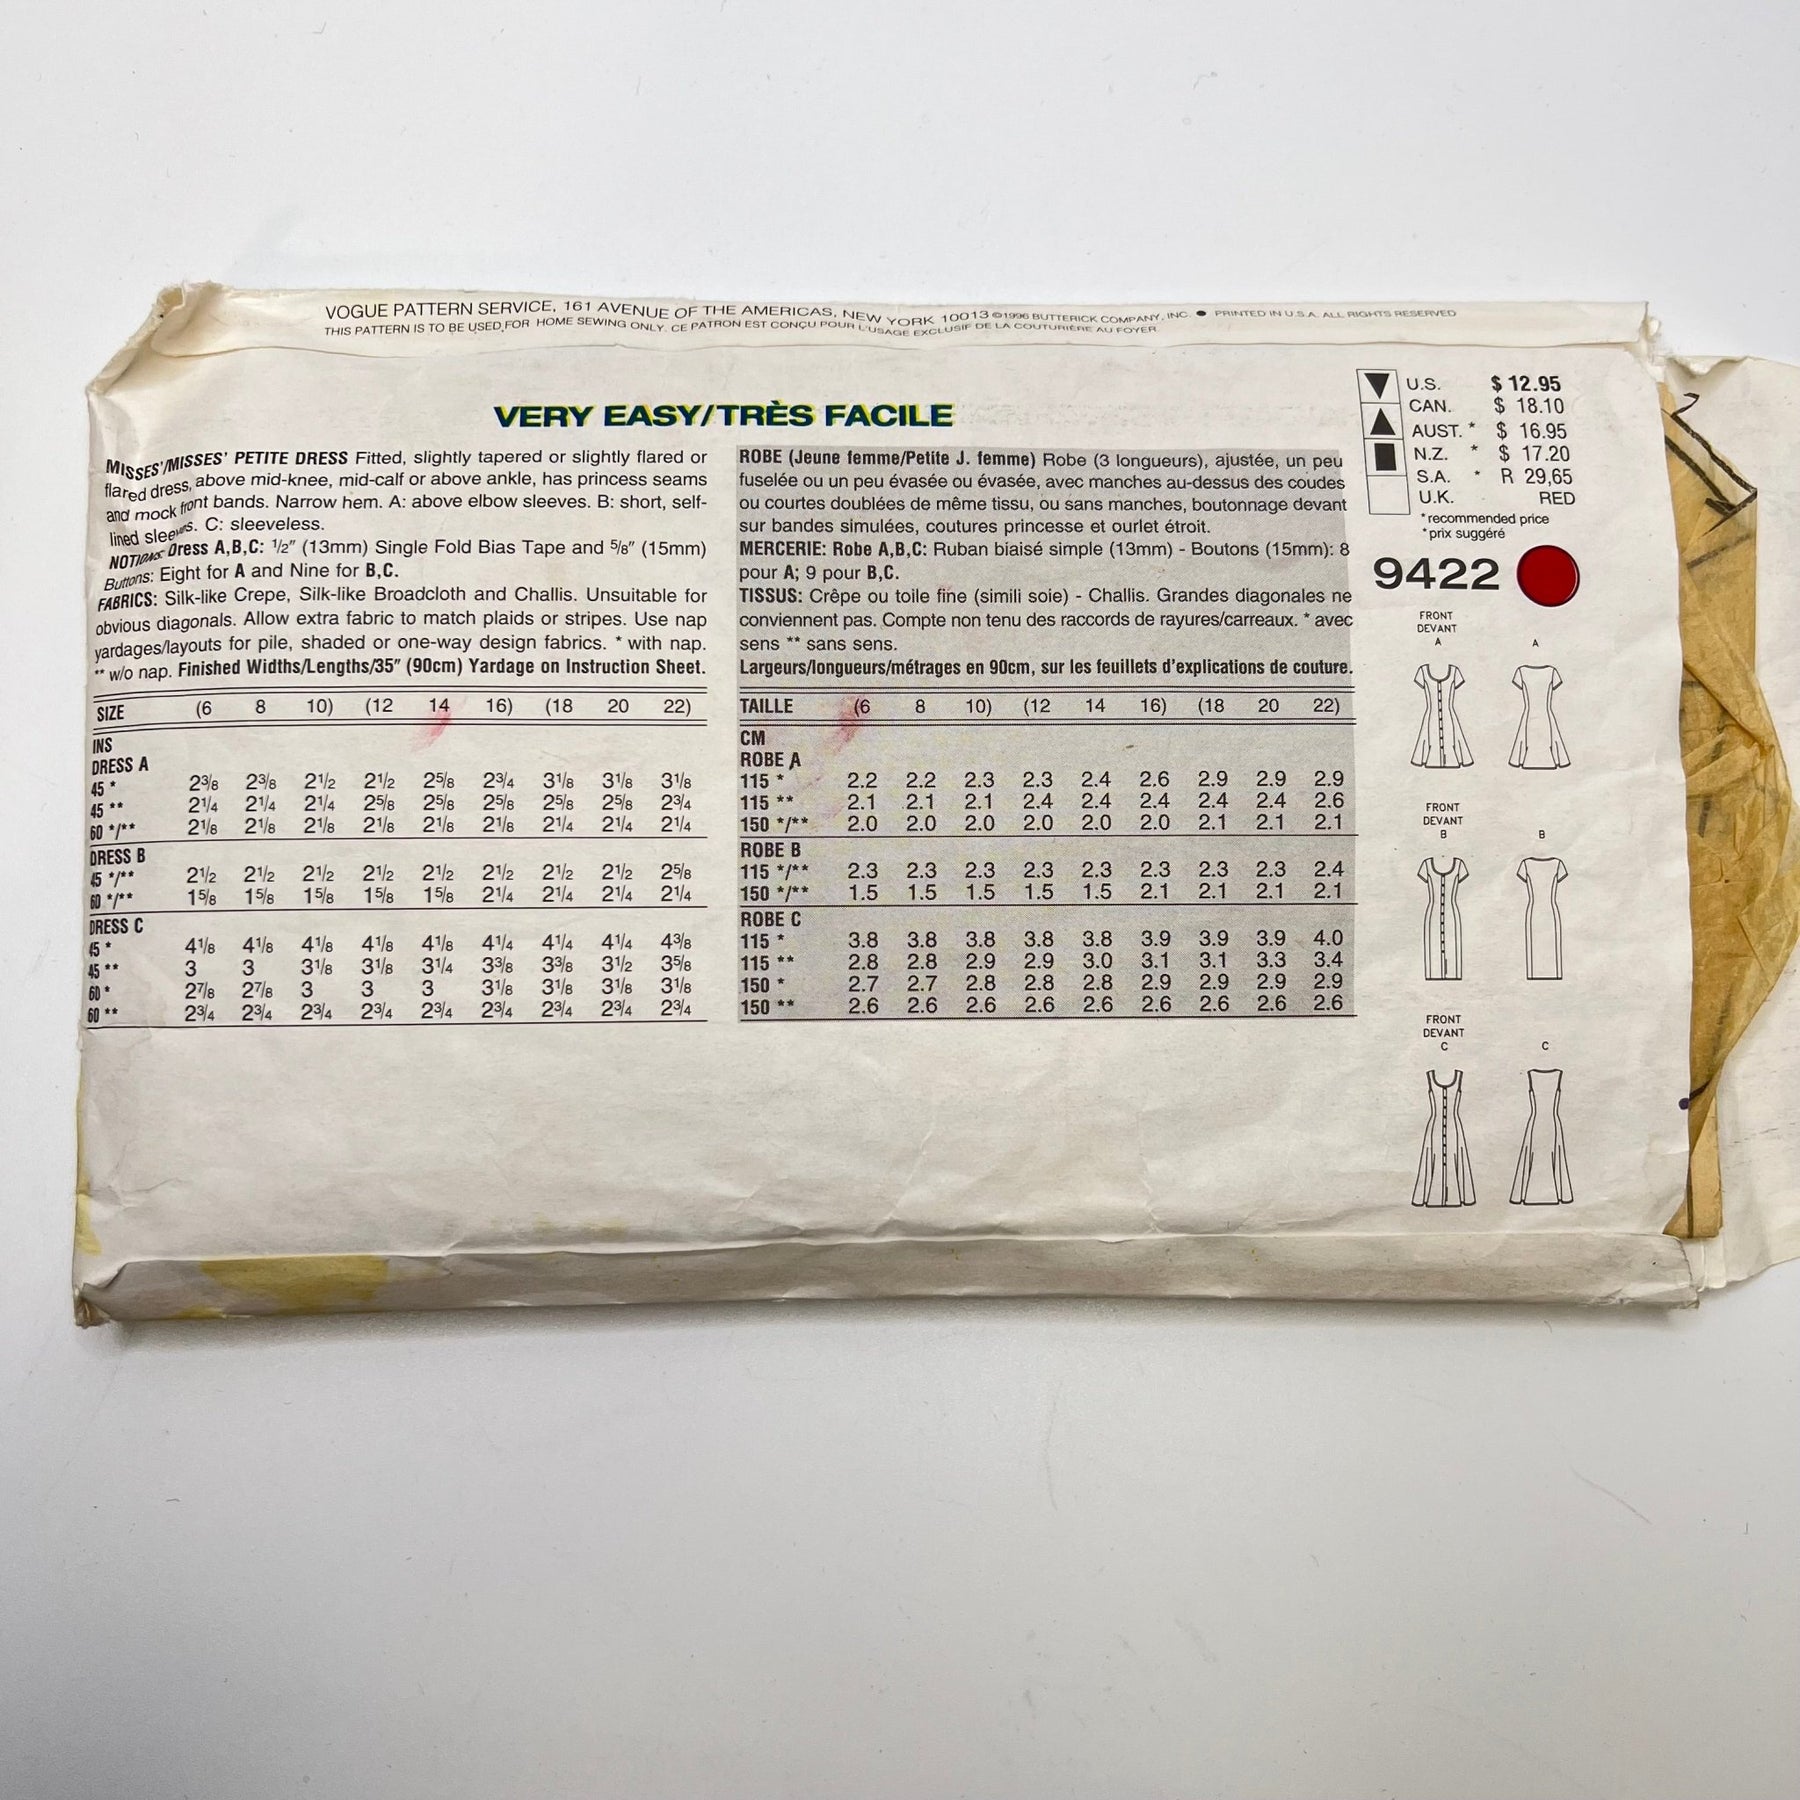 VOGUE PATTERN SERVICE, 161 AVENUE OF THE AMERICAS, NEW YORK 10013 ©1996 BUTTERICK COMPANY, INC. ● PRINTED IN U.S.A. ALL RIGHTS RESERVED
THIS PATTERN IS TO BE USED FOR HOME SEWING ONLY. CE PATRON EST CONÇU POUR L'USAGE EXCLUSIF DE LA COUTURIÈRE AU FOYER.
VERY EASY/TRÈS FACILE
MISSES'/MISSES' PETITE DRESS Fitted, slightly tapered or slightly flared or
flared dress, above mid-knee, mid-calf or above ankle, has princess seams
and mock front bands. Narrow hem. A: above elbow sleeves. B: short, self-
lined sleeves. C: sleeveless.
NOTIONS: Dress A,B,C: 1/2" (13mm) Single Fold Bias Tape and 5/8" (15mm)
Buttons: Eight for A and Nine for B,C.
FABRICS: Silk-like Crepe, Silk-like Broadcloth and Challis. Unsuitable for
obvious diagonals. Allow extra fabric to match plaids or stripes. Use nap
yardages/layouts for pile, shaded or one-way design fabrics. * with nap.
** w/o nap. Finished Widths/Lengths/35" (90cm) Yardage on Instruction Sheet.
SIZE (6 8 10) (12 14 16) (18 20 22)
INS
DRESS A
45 * 2 3/8 2 3/8 2 1/2 2 1/2 2 5/8 2 3/4 3 1/8 3 1/8 3 1/8
45 ** 2 1/4 2 1/4 2 1/4 2 5/8 2 5/8 2 5/8 2 5/8 2 5/8 2 3/4
60 */** 2 1/8 2 1/8 2 1/8 2 1/8 2 1/8 2 1/8 2 1/4 2 1/4 2 1/4
DRESS B
45 */** 2 1/2 2 1/2 2 1/2 2 1/2 2 1/2 2 1/2 2 1/2 2 1/2 2 5/8
60 */** 1 5/8 1 5/8 1 5/8 1 5/8 1 5/8 2 1/4 2 1/4 2 1/4 2 1/4
DRESS C
45 * 4 1/8 4 1/8 4 1/8 4 1/8 4 1/8 4 1/4 4 1/4 4 1/4 4 3/8
45 ** 3 3 3 1/8 3 1/8 3 1/4 3 3/8 3 3/8 3 1/2 3 5/8
60 * 2 7/8 2 7/8 3 3 3 3 1/8 3 1/8 3 1/8 3 1/8
60 ** 2 3/4 2 3/4 2 3/4 2 3/4 2 3/4 2 3/4 2 3/4 2 3/4 2 3/4
ROBE (Jeune femme/Petite J. femme) Robe (3 longueurs), ajustée, un peu
fuselée ou un peu évasée ou évasée, avec manches au-dessus des coudes
ou courtes doublées de même tissu, ou sans manches, boutonnage devant
sur bandes simulées, coutures princesse et ourlet étroit.
MERCERIE: Robe A,B,C: Ruban biaisé simple (13mm) - Boutons (15mm): 8
pour A; 9 pour B,C.
TISSUS: Crêpe ou toile fine (simili soie) - Challis. Grandes diagonales ne
conviennent pas. Compte non tenu des raccords de rayures/carreaux. * avec
sens ** sans sens.
Largeurs/longueurs/métrages en 90cm, sur les feuillets d'explications de couture.
TAILLE (6 8 10) (12 14 16) (18 20 22)
CM
ROBE A
115 * 2.2 2.2 2.3 2.3 2.4 2.6 2.9 2.9 2.9
115 ** 2.1 2.1 2.1 2.4 2.4 2.4 2.4 2.4 2.6
150 */** 2.0 2.0 2.0 2.0 2.0 2.0 2.1 2.1 2.1
ROBE B
115 */** 2.3 2.3 2.3 2.3 2.3 2.3 2.3 2.3 2.4
150 */** 1.5 1.5 1.5 1.5 1.5 2.1 2.1 2.1 2.1
ROBE C
115 * 3.8 3.8 3.8 3.8 3.8 3.9 3.9 3.9 4.0
115 ** 2.8 2.8 2.9 2.9 3.0 3.1 3.1 3.3 3.4
150 * 2.7 2.7 2.8 2.8 2.8 2.9 2.9 2.9 2.9
150 ** 2.6 2.6 2.6 2.6 2.6 2.6 2.6 2.6 2.6
U.S. $ 12.95
CAN. $ 18.10
AUST. * $ 16.95
N.Z. * $ 17.20
S.A. * R 29,65
U.K. RED
*recommended price
*prix suggéré
9422
FRONT
DEVANT
A A
FRONT
DEVANT
B B
FRONT
DEVANT
C C